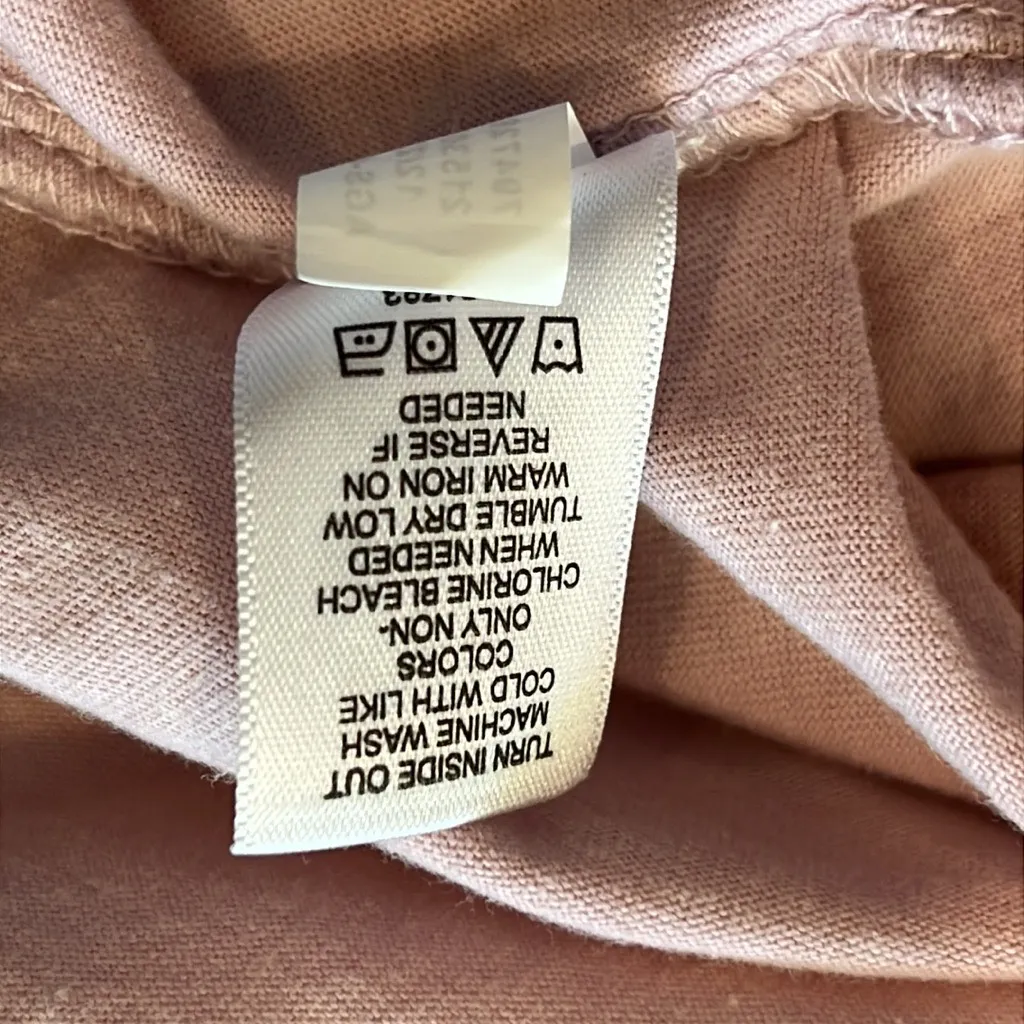 TURN INSIDE OUT
MACHINE WASH
COLD WITH LIKE
COLORS
ONLY NON-
CHLORINE BLEACH
WHEN NEEDED
TUMBLE DRY LOW
WARM IRON ON
REVERSE IF
NEEDED